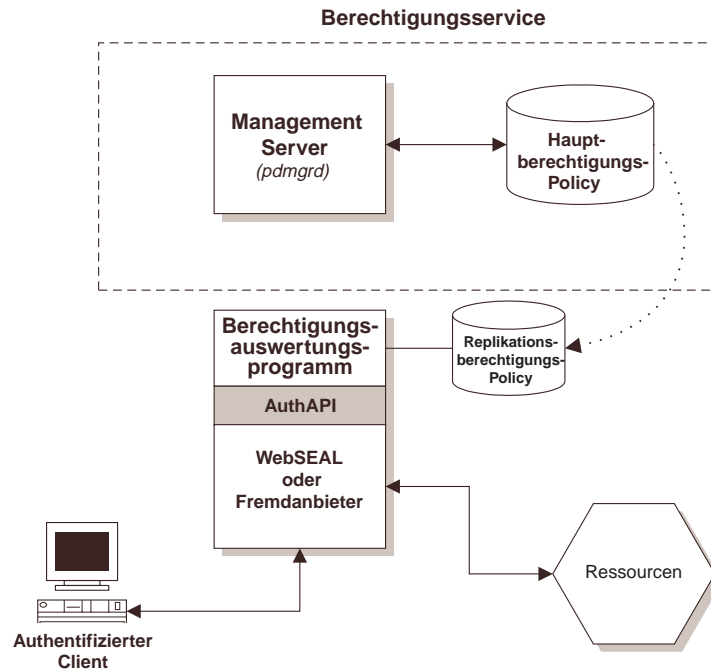 Berechtigungsservice
Management
Server
(pdmgrd)
Haupt-
berechtigungs-
Policy
Berechtigungs-
auswertungs-
programm
Replikations-
berechtigungs-
Policy
AuthAPI
WebSEAL
oder
Fremdanbieter
Ressourcen
Authentifizierter
Client